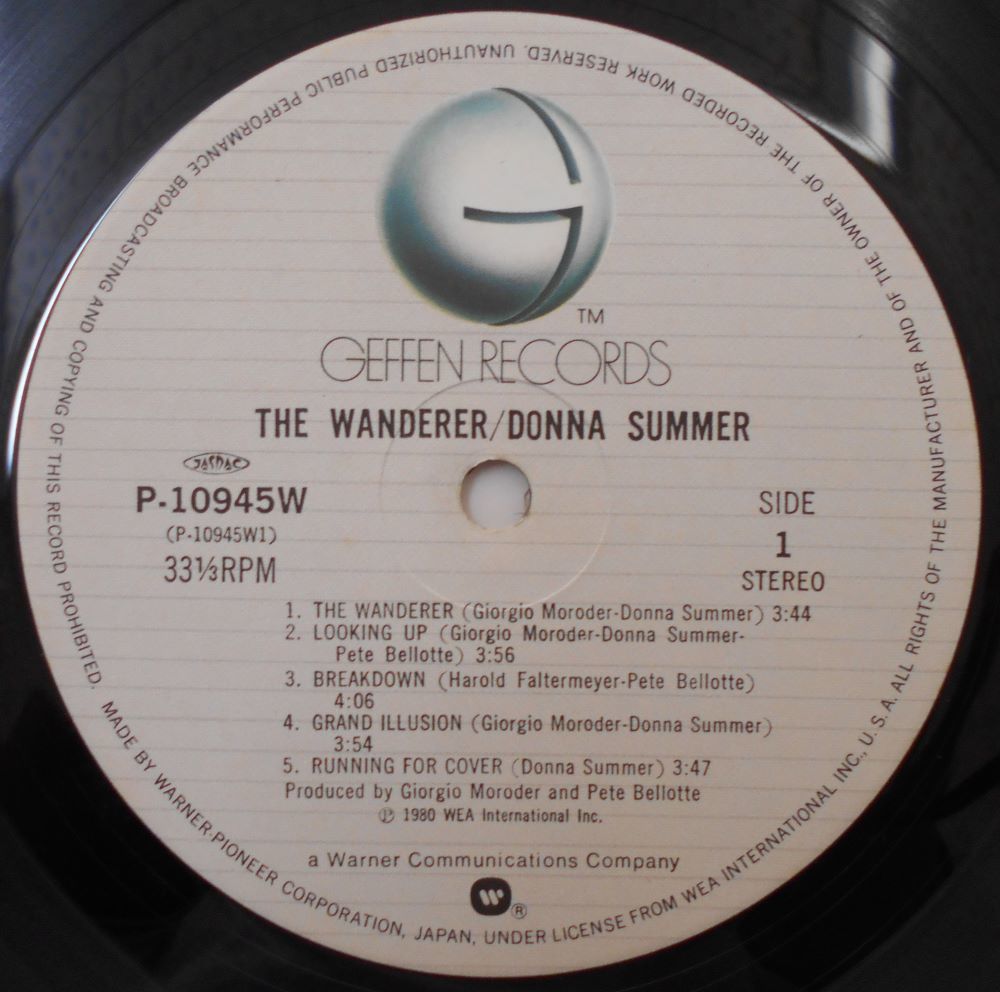 TM
GEFFEN RECORDS
THE WANDERER/DONNA SUMMER
JASRAC
P-10945W
(P-10945W1)
33⅓RPM
SIDE
1
STEREO
1. THE WANDERER (Giorgio Moroder-Donna Summer) 3:44
2. LOOKING UP (Giorgio Moroder-Donna Summer-
Pete Bellotte) 3:56
3. BREAKDOWN (Harold Faltermeyer-Pete Bellotte)
4:06
4. GRAND ILLUSION (Giorgio Moroder-Donna Summer)
3:54
5. RUNNING FOR COVER (Donna Summer) 3:47
Produced by Giorgio Moroder and Pete Bellotte
℗ 1980 WEA International Inc.
a Warner Communications Company
®
MADE BY WARNER-PIONEER CORPORATION, JAPAN, UNDER LICENSE FROM WEA INTERNATIONAL INC., U.S.A. ALL RIGHTS OF THE MANUFACTURER AND OF THE OWNER OF THE RECORDED WORK RESERVED. UNAUTHORIZED PUBLIC PERFORMANCE BROADCASTING AND COPYING OF THIS RECORD PROHIBITED.